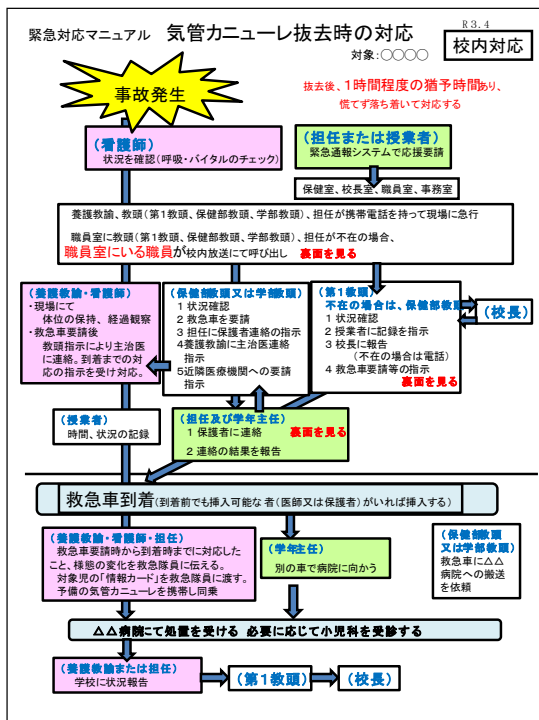 緊急対応マニュアル 気管カニューレ抜去時の対応
R3.4
校内対応
対象:○○○○
抜去後、1時間程度の猶予時間あり、
慌てず落ち着いて対応する
事故発生
(看護師)
状況を確認(呼吸・バイタルのチェック)
(担任または授業者)
緊急通報システムで応援要請
保健室、校長室、職員室、事務室
養護教諭、教頭(第1教頭、保健部教頭、学部教頭)、担任が携帯電話を持って現場に急行
職員室に教頭(第1教頭、保健部教頭、学部教頭)、担任が不在の場合、
職員室にいる職員が校内放送にて呼び出し 裏面を見る
(養護教諭・看護師)
・現場にて
体位の保持、経過観察
・救急車要請後
教頭指示により主治医
に連絡。到着までの対
応の指示を受け対応。
(保健部教頭又は学部教頭)
1 状況確認
2 救急車を要請
3 担任に保護者連絡の指示
4養護教諭に主治医連絡
指示
5近隣医療機関への要請
指示
(第1教頭)
不在の場合は、保健部教頭
1 状況確認
2 授業者に記録を指示
3 校長に報告
(不在の場合は電話)
4 救急車要請等の指示
裏面を見る
(校長)
(授業者)
時間、状況の記録
(担任及び学年主任)
1 保護者に連絡 裏面を見る
2 連絡の結果を報告
救急車到着(到着前でも挿入可能な者(医師又は保護者)がいれば挿入する)
(養護教諭・看護師・担任)
救急車要請時から到着時までに対応した
こと、様態の変化を救急隊員に伝える。
対象児の「情報カード」を救急隊員に渡す。
予備の気管カニューレを携帯し同乗
(学年主任)
別の車で病院に向かう
(保健部教頭
又は学部教頭)
救急車に△△
病院への搬送
を依頼
△△病院にて処置を受ける 必要に応じて小児科を受診する
(養護教諭または担任)
学校に状況報告
(第1教頭)
(校長)